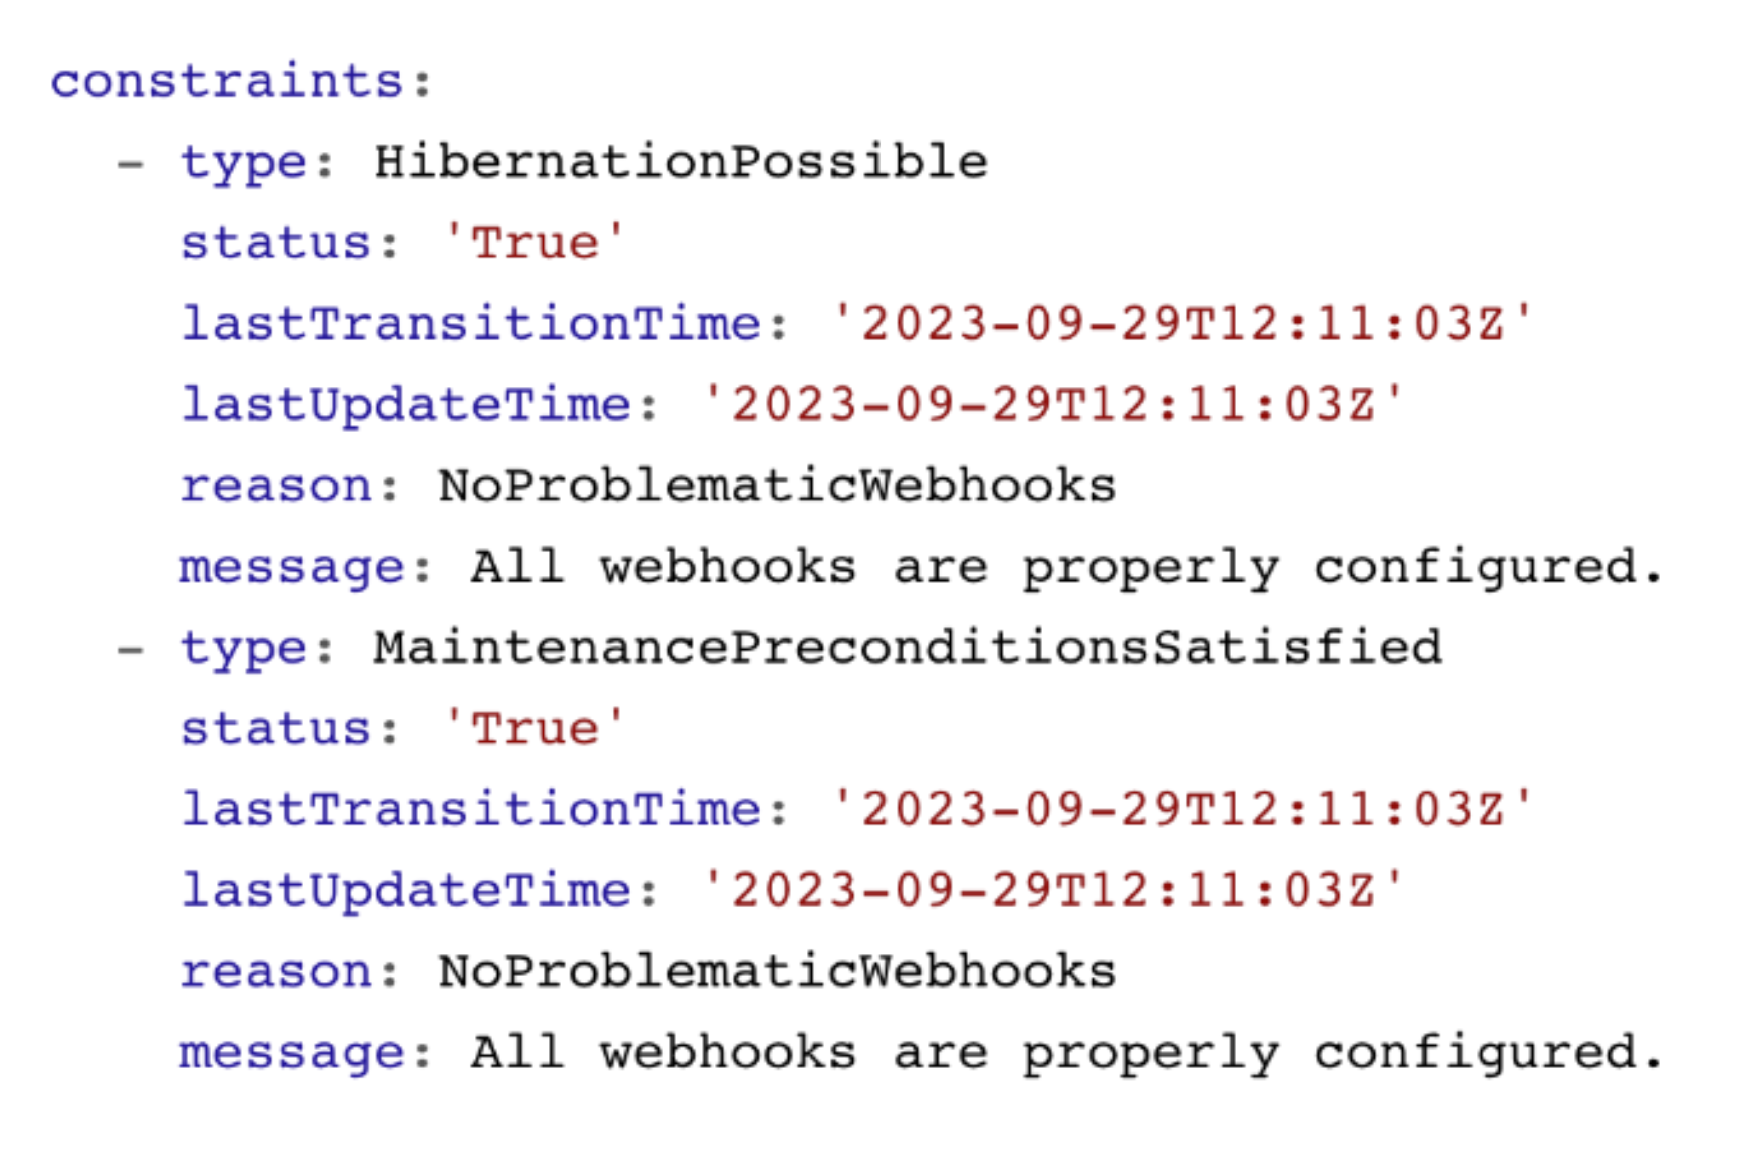 constraints:
  - type: HibernationPossible
    status: 'True'
    lastTransitionTime: '2023-09-29T12:11:03Z'
    lastUpdateTime: '2023-09-29T12:11:03Z'
    reason: NoProblematicWebhooks
    message: All webhooks are properly configured.
  - type: MaintenancePreconditionsSatisfied
    status: 'True'
    lastTransitionTime: '2023-09-29T12:11:03Z'
    lastUpdateTime: '2023-09-29T12:11:03Z'
    reason: NoProblematicWebhooks
    message: All webhooks are properly configured.